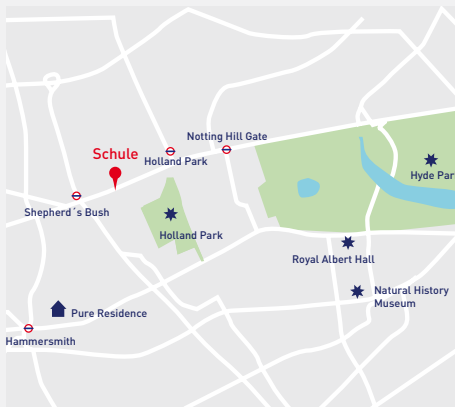 Notting Hill Gate
Schule
Holland Park
Hyde Par
Shepherd´s Bush
Holland Park
Royal Albert Hall
Natural History
Museum
Pure Residence
Hammersmith